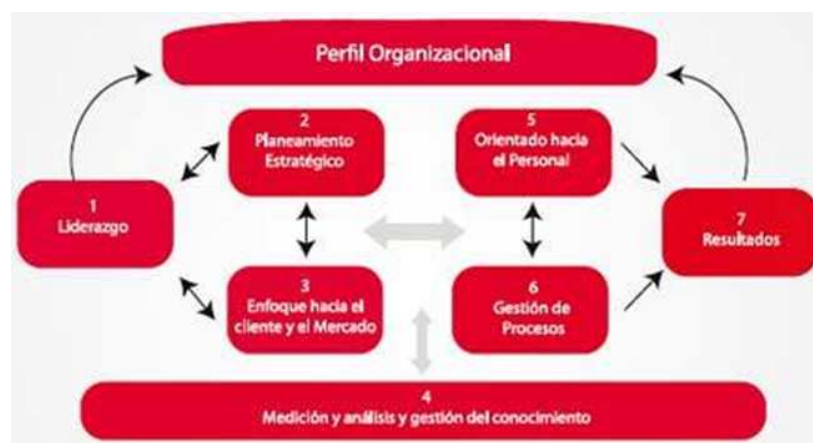 Perfil Organizacional
2
Planeamiento
Estratégico
5
Orientado hacia
el Personal
1
Liderazgo
7
Resultados
3
Enfoque hacia el
cliente y el Mercado
6
Gestión de
Procesos
4
Medición y análisis y gestión del conocimiento